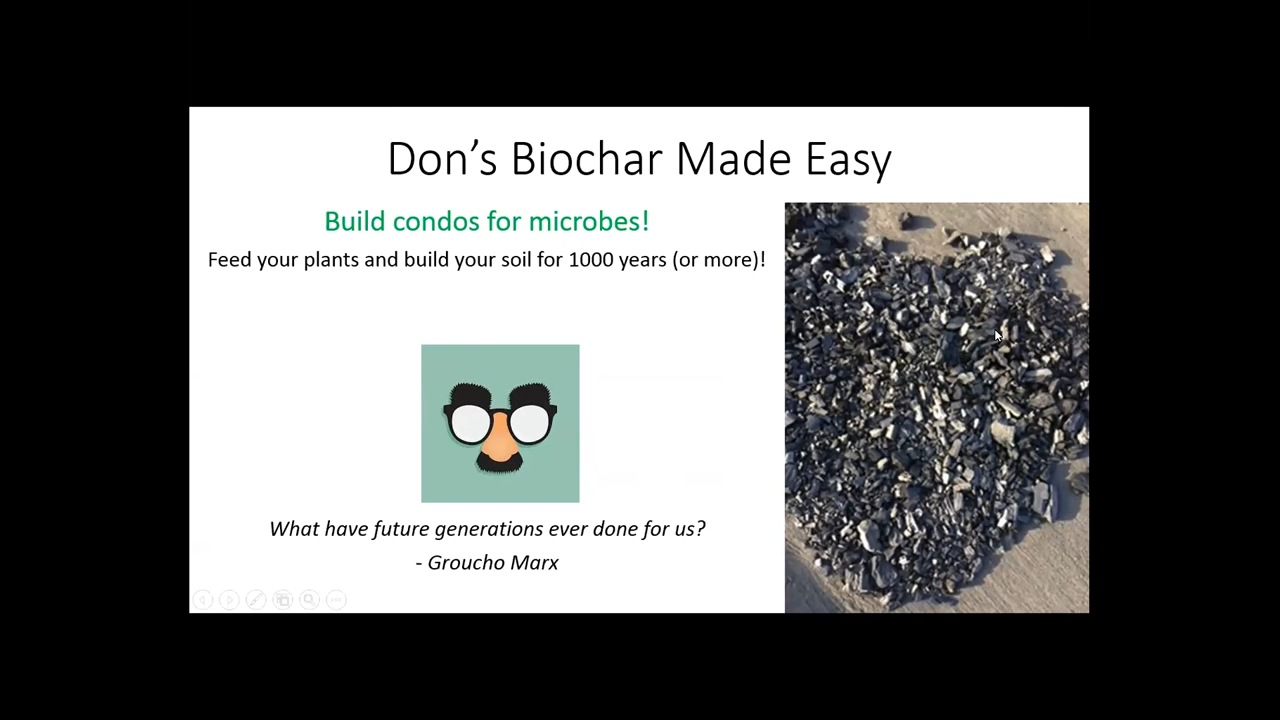 Don’s Biochar Made Easy
Build condos for microbes!
Feed your plants and build your soil for 1000 years (or more)!
What have future generations ever done for us?
- Groucho Marx